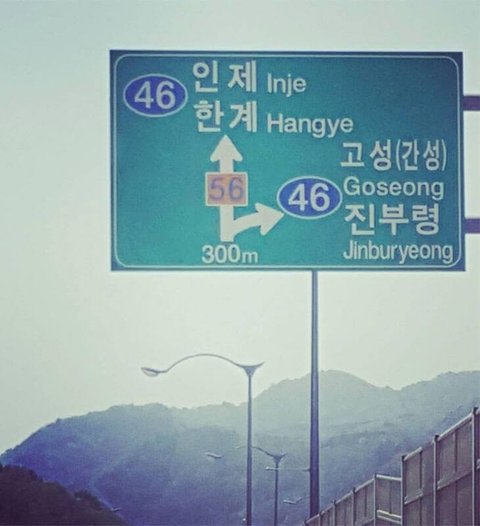 46 인제 Inje
한계 Hangye
56
46
고성(간성)
Goseong
진부령
Jinburyeong
300m